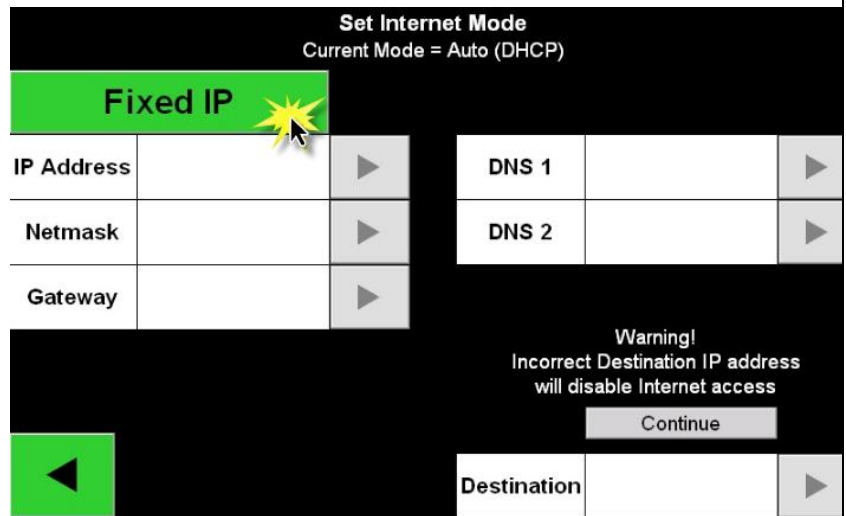 Set Internet Mode
Current Mode = Auto (DHCP)
Fixed IP
IP Address
DNS 1
Netmask
DNS 2
Gateway
Warning!
Incorrect Destination IP address
will disable Internet access
Continue
Destination